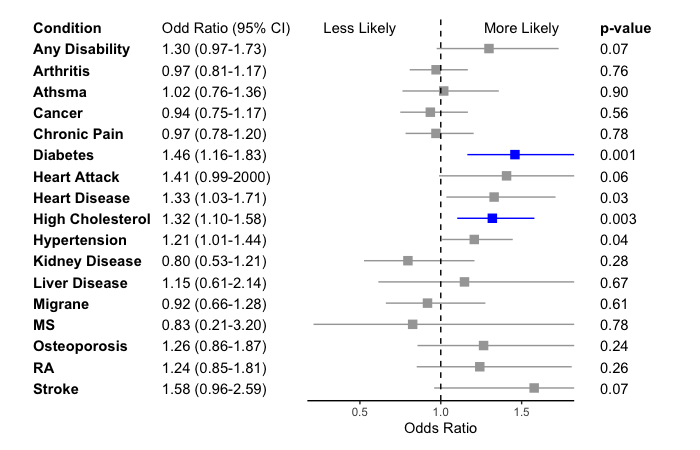 Condition Odd Ratio (95% CI) Less Likely More Likely p-value
Any Disability 1.30 (0.97-1.73) 0.07
Arthritis 0.97 (0.81-1.17) 0.76
Athsma 1.02 (0.76-1.36) 0.90
Cancer 0.94 (0.75-1.17) 0.56
Chronic Pain 0.97 (0.78-1.20) 0.78
Diabetes 1.46 (1.16-1.83) 0.001
Heart Attack 1.41 (0.99-2000) 0.06
Heart Disease 1.33 (1.03-1.71) 0.03
High Cholesterol 1.32 (1.10-1.58) 0.003
Hypertension 1.21 (1.01-1.44) 0.04
Kidney Disease 0.80 (0.53-1.21) 0.28
Liver Disease 1.15 (0.61-2.14) 0.67
Migrane 0.92 (0.66-1.28) 0.61
MS 0.83 (0.21-3.20) 0.78
Osteoporosis 1.26 (0.86-1.87) 0.24
RA 1.24 (0.85-1.81) 0.26
Stroke 1.58 (0.96-2.59) 0.07
0.5 1.0 1.5
Odds Ratio